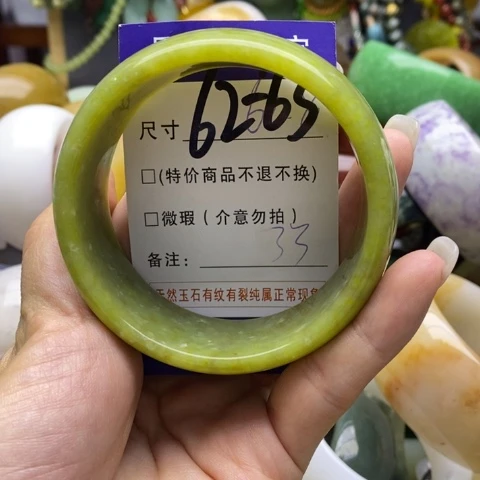 尺寸 62-65
□(特价商品不退不换)
□微瑕（介意勿拍）
备注： 33
天然玉石有纹有裂纯属正常现象